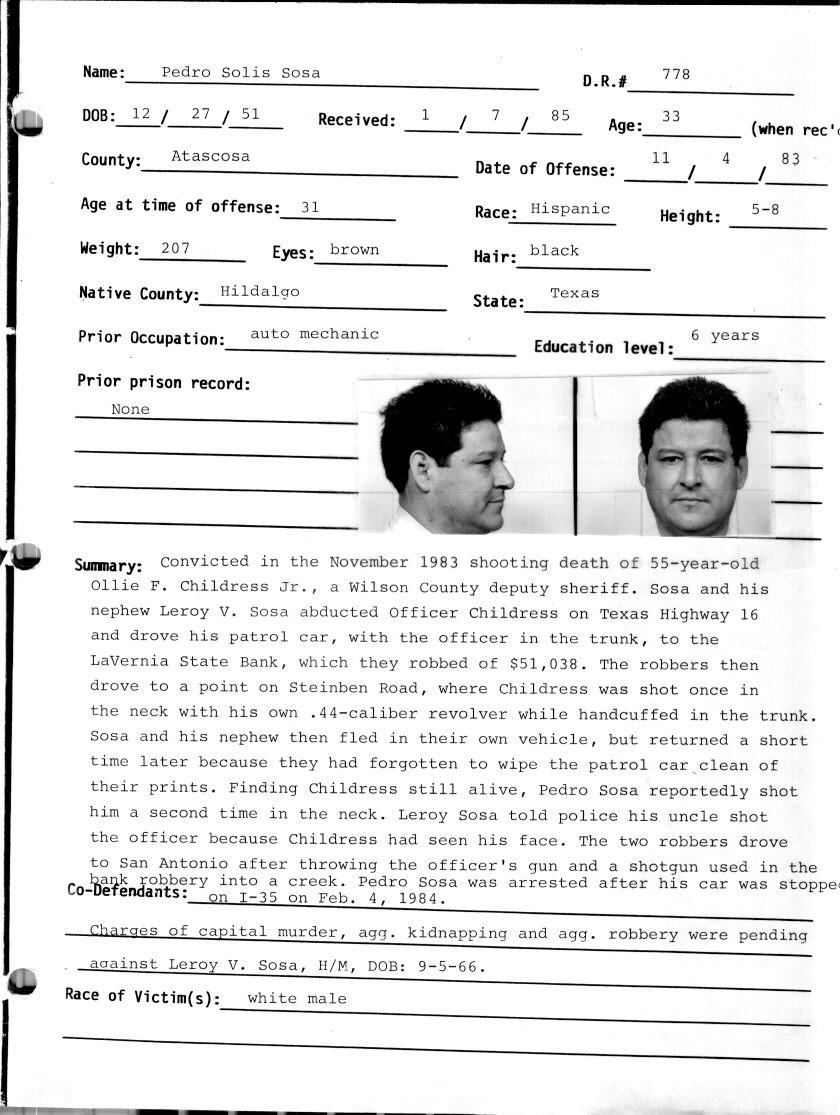 Name: Pedro Solis Sosa D.R.# 778
DOB: 12 / 27 / 51 Received: 1 / 7 / 85 Age: 33 (when rec'd
County: Atascosa Date of Offense: 11 / 4 / 83
Age at time of offense: 31 Race: Hispanic Height: 5-8
Weight: 207 Eyes: brown Hair: black
Native County: Hildalgo State: Texas
Prior Occupation: auto mechanic Education level: 6 years
Prior prison record:
None
Summary: Convicted in the November 1983 shooting death of 55-year-old
Ollie F. Childress Jr., a Wilson County deputy sheriff. Sosa and his
nephew Leroy V. Sosa abducted Officer Childress on Texas Highway 16
and drove his patrol car, with the officer in the trunk, to the
LaVernia State Bank, which they robbed of $51,038. The robbers then
drove to a point on Steinben Road, where Childress was shot once in
the neck with his own .44-caliber revolver while handcuffed in the trunk.
Sosa and his nephew then fled in their own vehicle, but returned a short
time later because they had forgotten to wipe the patrol car clean of
their prints. Finding Childress still alive, Pedro Sosa reportedly shot
him a second time in the neck. Leroy Sosa told police his uncle shot
the officer because Childress had seen his face. The two robbers drove
to San Antonio after throwing the officer's gun and a shotgun used in the
bank robbery into a creek. Pedro Sosa was arrested after his car was stoppe
Co-Defendants: on I-35 on Feb. 4, 1984.
Charges of capital murder, agg. kidnapping and agg. robbery were pending
against Leroy V. Sosa, H/M, DOB: 9-5-66.
Race of Victim(s): white male